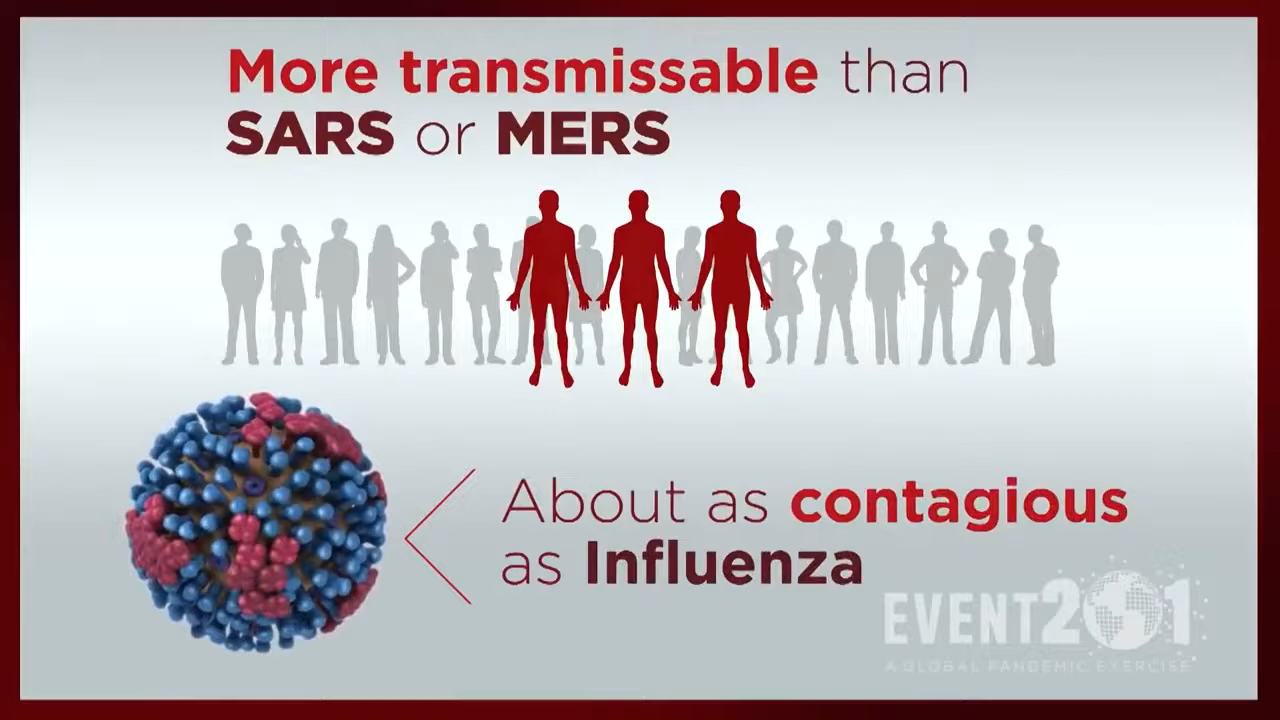 More transmissable than
SARS or MERS
About as contagious
as Influenza
EVENT201
A GLOBAL PANDEMIC EXERCISE